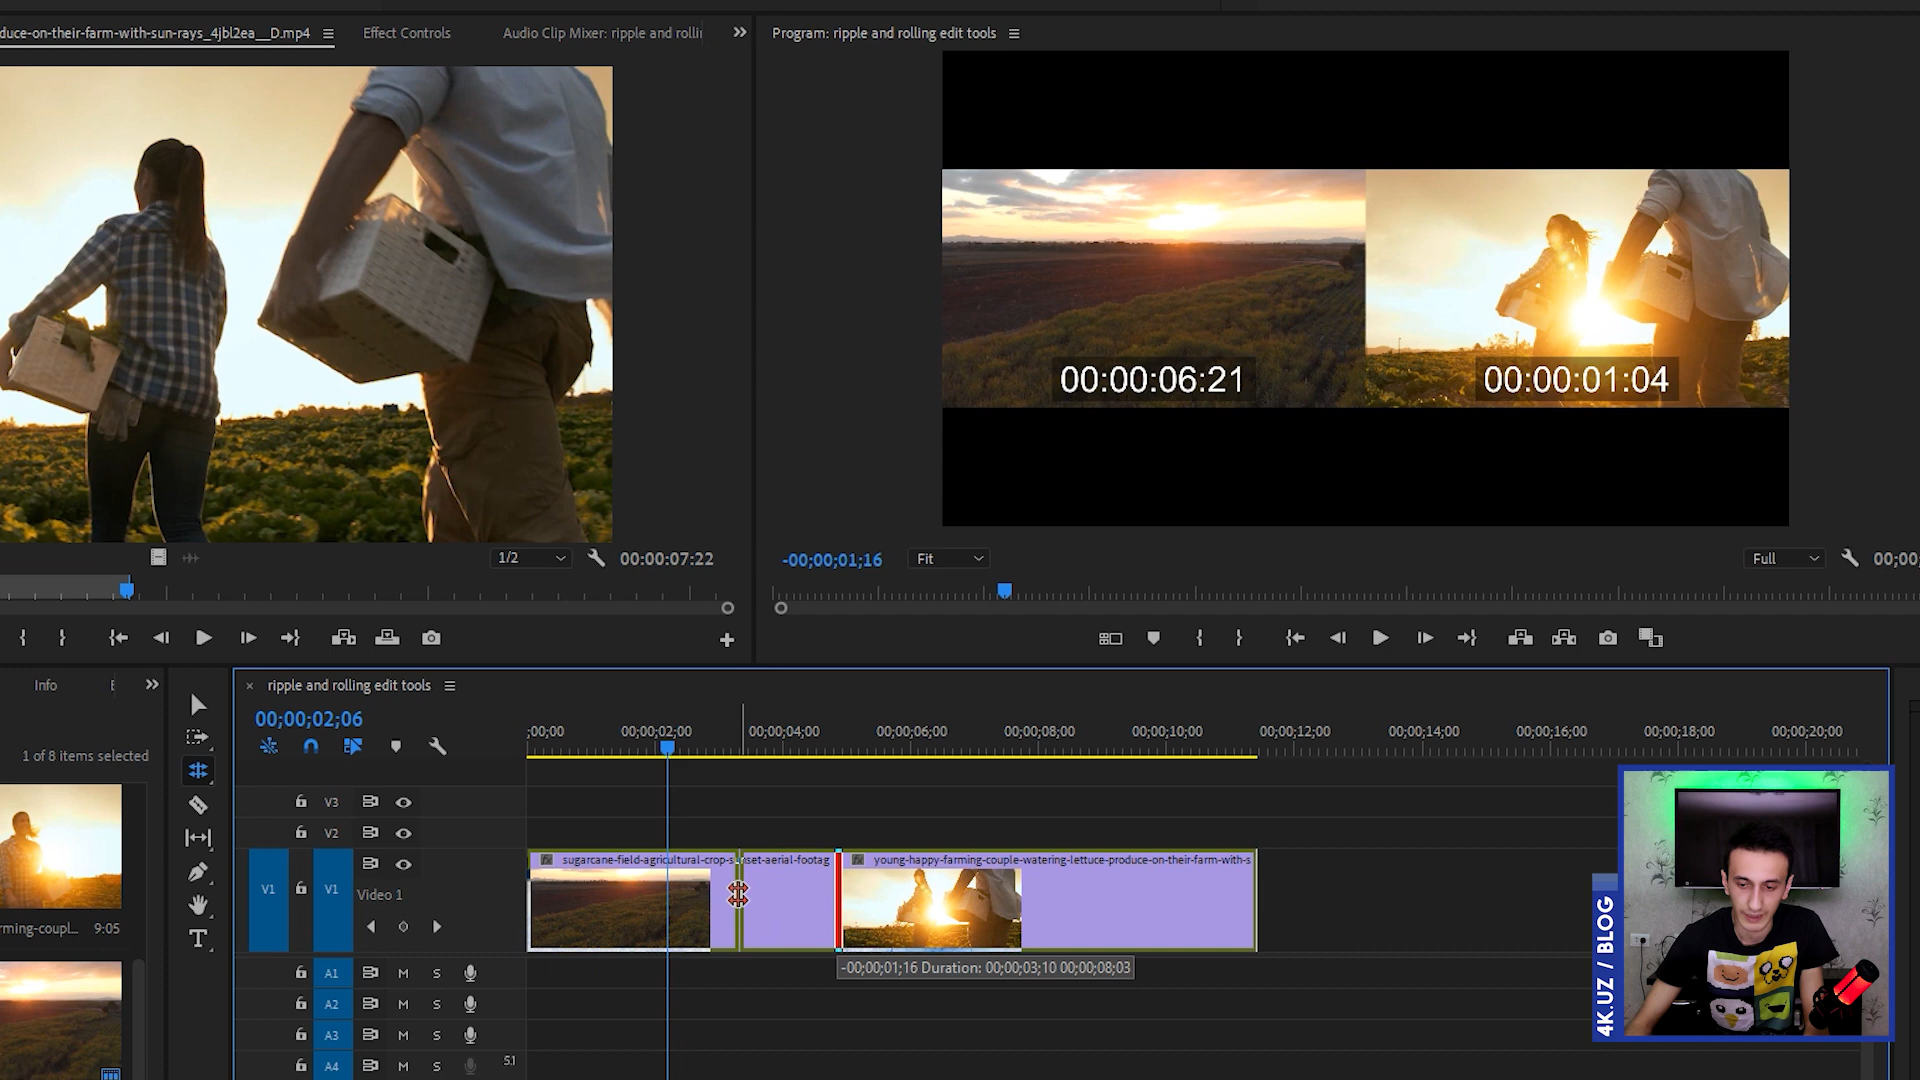 duce-on-their-farm-with-sun-rays_4jbl2ea__D.mp4
Effect Controls
Audio Clip Mixer: ripple and rolli
Program: ripple and rolling edit tools
00:00:06:21
00:00:01:04
1/2
00:00:07:22
-00;00;01;16
Fit
Full
00;00;
Info
ripple and rolling edit tools
00;00;02;06
;00;00
00;00;02;00
00;00;04;00
00;00;06;00
00;00;08;00
00;00;10;00
00;00;12;00
00;00;14;00
00;00;16;00
00;00;18;00
00;00;20;00
1 of 8 items selected
V3
V2
V1
V1
Video 1
sugarcane-field-agricultural-crop-sunset-aerial-footag
young-happy-farming-couple-watering-lettuce-produce-on-their-farm-with-s
-00;00;01;16 Duration: 00;00;03;10 00;00;08;03
rming-coupl...
9:05
A1
M
S
A2
M
S
A3
M
S
A4
M
S
5.1
4K.UZ / BLOG